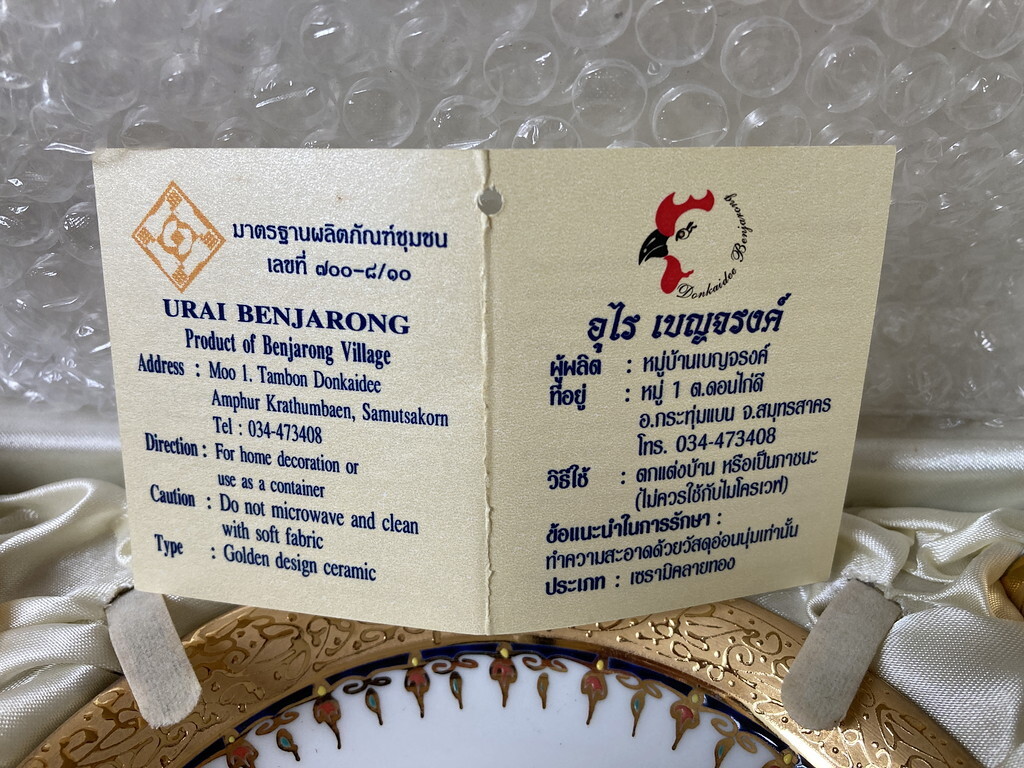 มาตรฐานผลิตภัณฑ์ชุมชน
เลขที่ ๗๐๐-๘/๑๐
URAI BENJARONG
Product of Benjarong Village
Address : Moo 1. Tambon Donkaidee
Amphur Krathumbaen, Samutsakorn
Tel : 034-473408
Direction : For home decoration or
use as a container
Caution : Do not microwave and clean
with soft fabric
Type : Golden design ceramic
Donkaidee Benjarong
อุไร เบญจรงค์
ผู้ผลิต : หมู่บ้านเบญจรงค์
ที่อยู่ : หมู่ 1 ต.ดอนไก่ดี
อ.กระทุ่มแบน จ.สมุทรสาคร
โทร. 034-473408
วิธีใช้ : ตกแต่งบ้าน หรือเป็นภาชนะ
(ไม่ควรใช้กับไมโครเวฟ)
ข้อแนะนำในการรักษา :
ทำความสะอาดด้วยวัสดุอ่อนนุ่มเท่านั้น
ประเภท : เซรามิคลายทอง